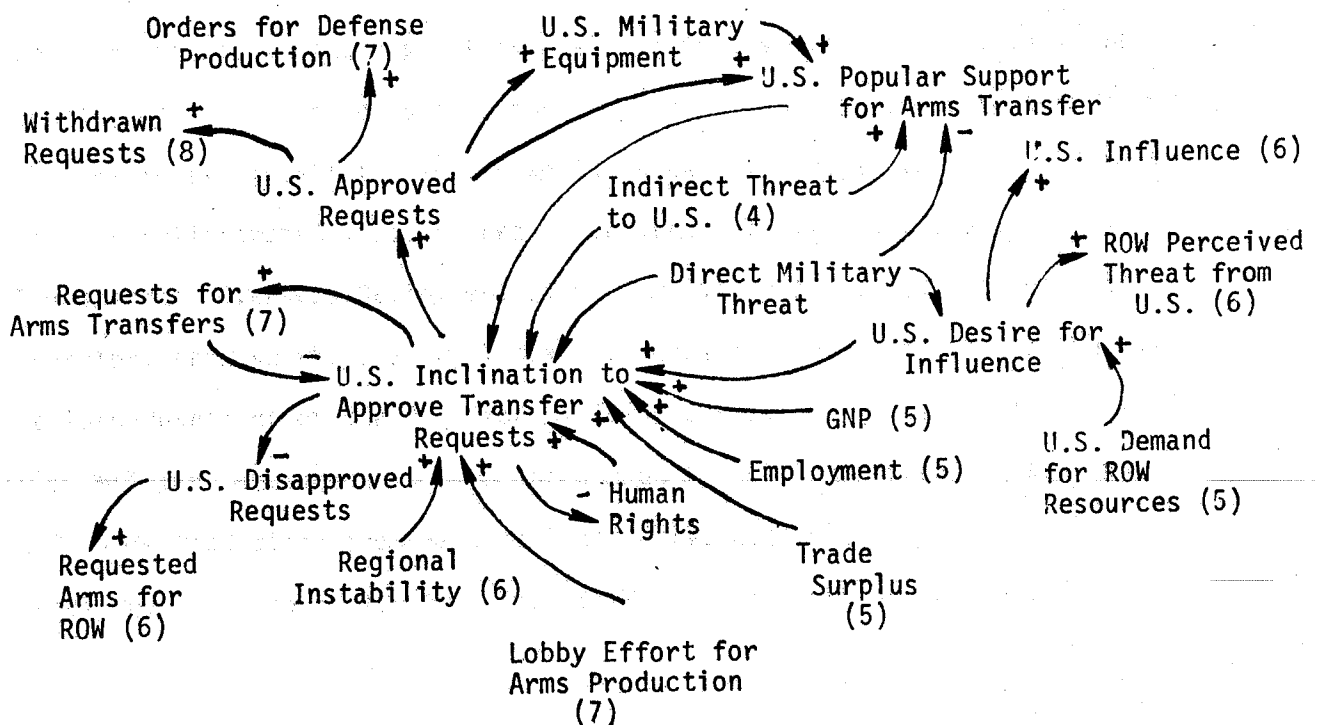 Orders for Defense
Production (7)
+
U.S. Military
Equipment
+
+
U.S. Popular Support
for Arms Transfer
+
Withdrawn
Requests (8)
+
U.S. Approved
Requests
+
Indirect Threat
to U.S. (4)
+
-
U.S. Influence (6)
+
Requests for
Arms Transfers (7)
+
Direct Military
Threat
ROW Perceived
Threat from
U.S. (6)
+
U.S. Desire for
Influence
+
-
U.S. Inclination to
Approve Transfer
Requests
+
+
+
+
+
+
+
GNP (5)
Employment (5)
U.S. Demand
for ROW
Resources (5)
-
U.S. Disapproved
Requests
-
Human
Rights
+
Requested
Arms for
ROW (6)
Regional
Instability (6)
Trade
Surplus
(5)
Lobby Effort for
Arms Production
(7)